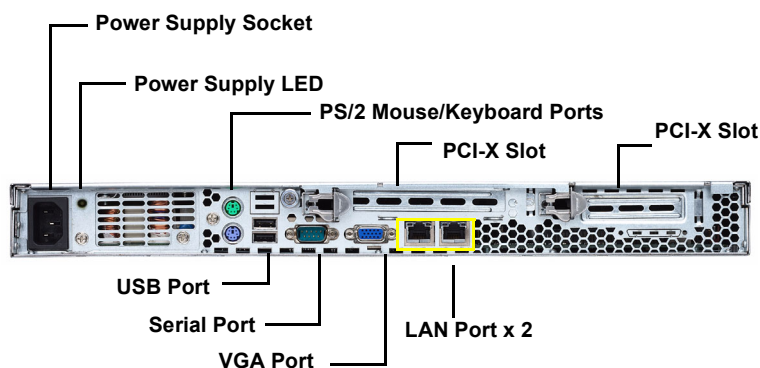 Power Supply Socket
Power Supply LED
PS/2 Mouse/Keyboard Ports
PCI-X Slot
PCI-X Slot
USB Port
Serial Port
LAN Port x 2
VGA Port